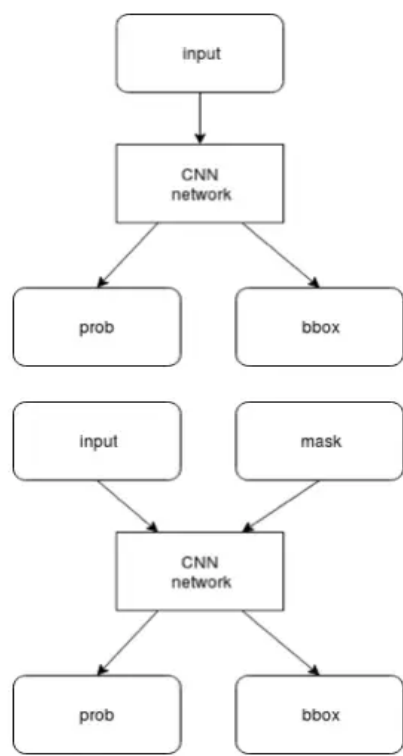 input
CNN
network
prob
bbox
input
mask
CNN
network
prob
bbox